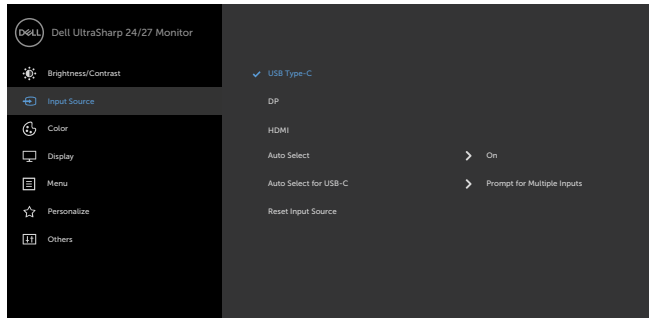 DELL Dell UltraSharp 24/27 Monitor
Brightness/Contrast
USB Type-C
Input Source
DP
Color
HDMI
Display
Auto Select
On
Menu
Auto Select for USB-C
Prompt for Multiple Inputs
Personalize
Reset Input Source
Others